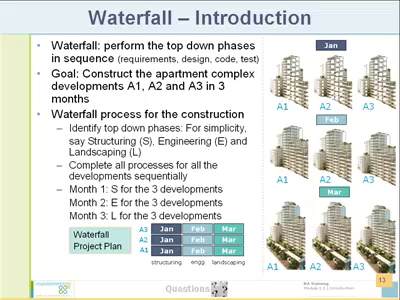 Waterfall – Introduction
• Waterfall: perform the top down phases
in sequence (requirements, design, code, test)
• Goal: Construct the apartment complex
developments A1, A2 and A3 in 3
months
• Waterfall process for the construction
– Identify top down phases: For simplicity,
say Structuring (S), Engineering (E) and
Landscaping (L)
– Complete all processes for all the
developments sequentially
– Month 1: S for the 3 developments
Month 2: E for the 3 developments
Month 3: L for the 3 developments
Waterfall
Project Plan
A3 Jan Feb Mar
A2 Jan Feb Mar
A1 Jan Feb Mar
structuring engg. landscaping
Jan
A1 A2 A3
Feb
A1 A2 A3
Mar
A1 A2 A3
Questions
13